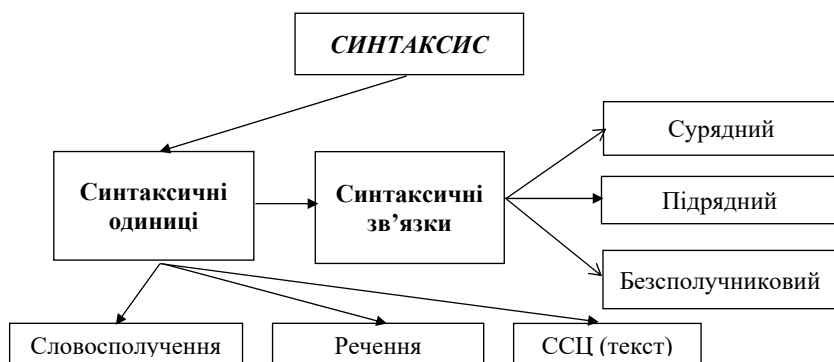 СИНТАКСИС
Сурядний
Синтаксичні
одиниці
Синтаксичні
зв’язки
Підрядний
Безсполучниковий
Словосполучення
Речення
ССЦ (текст)